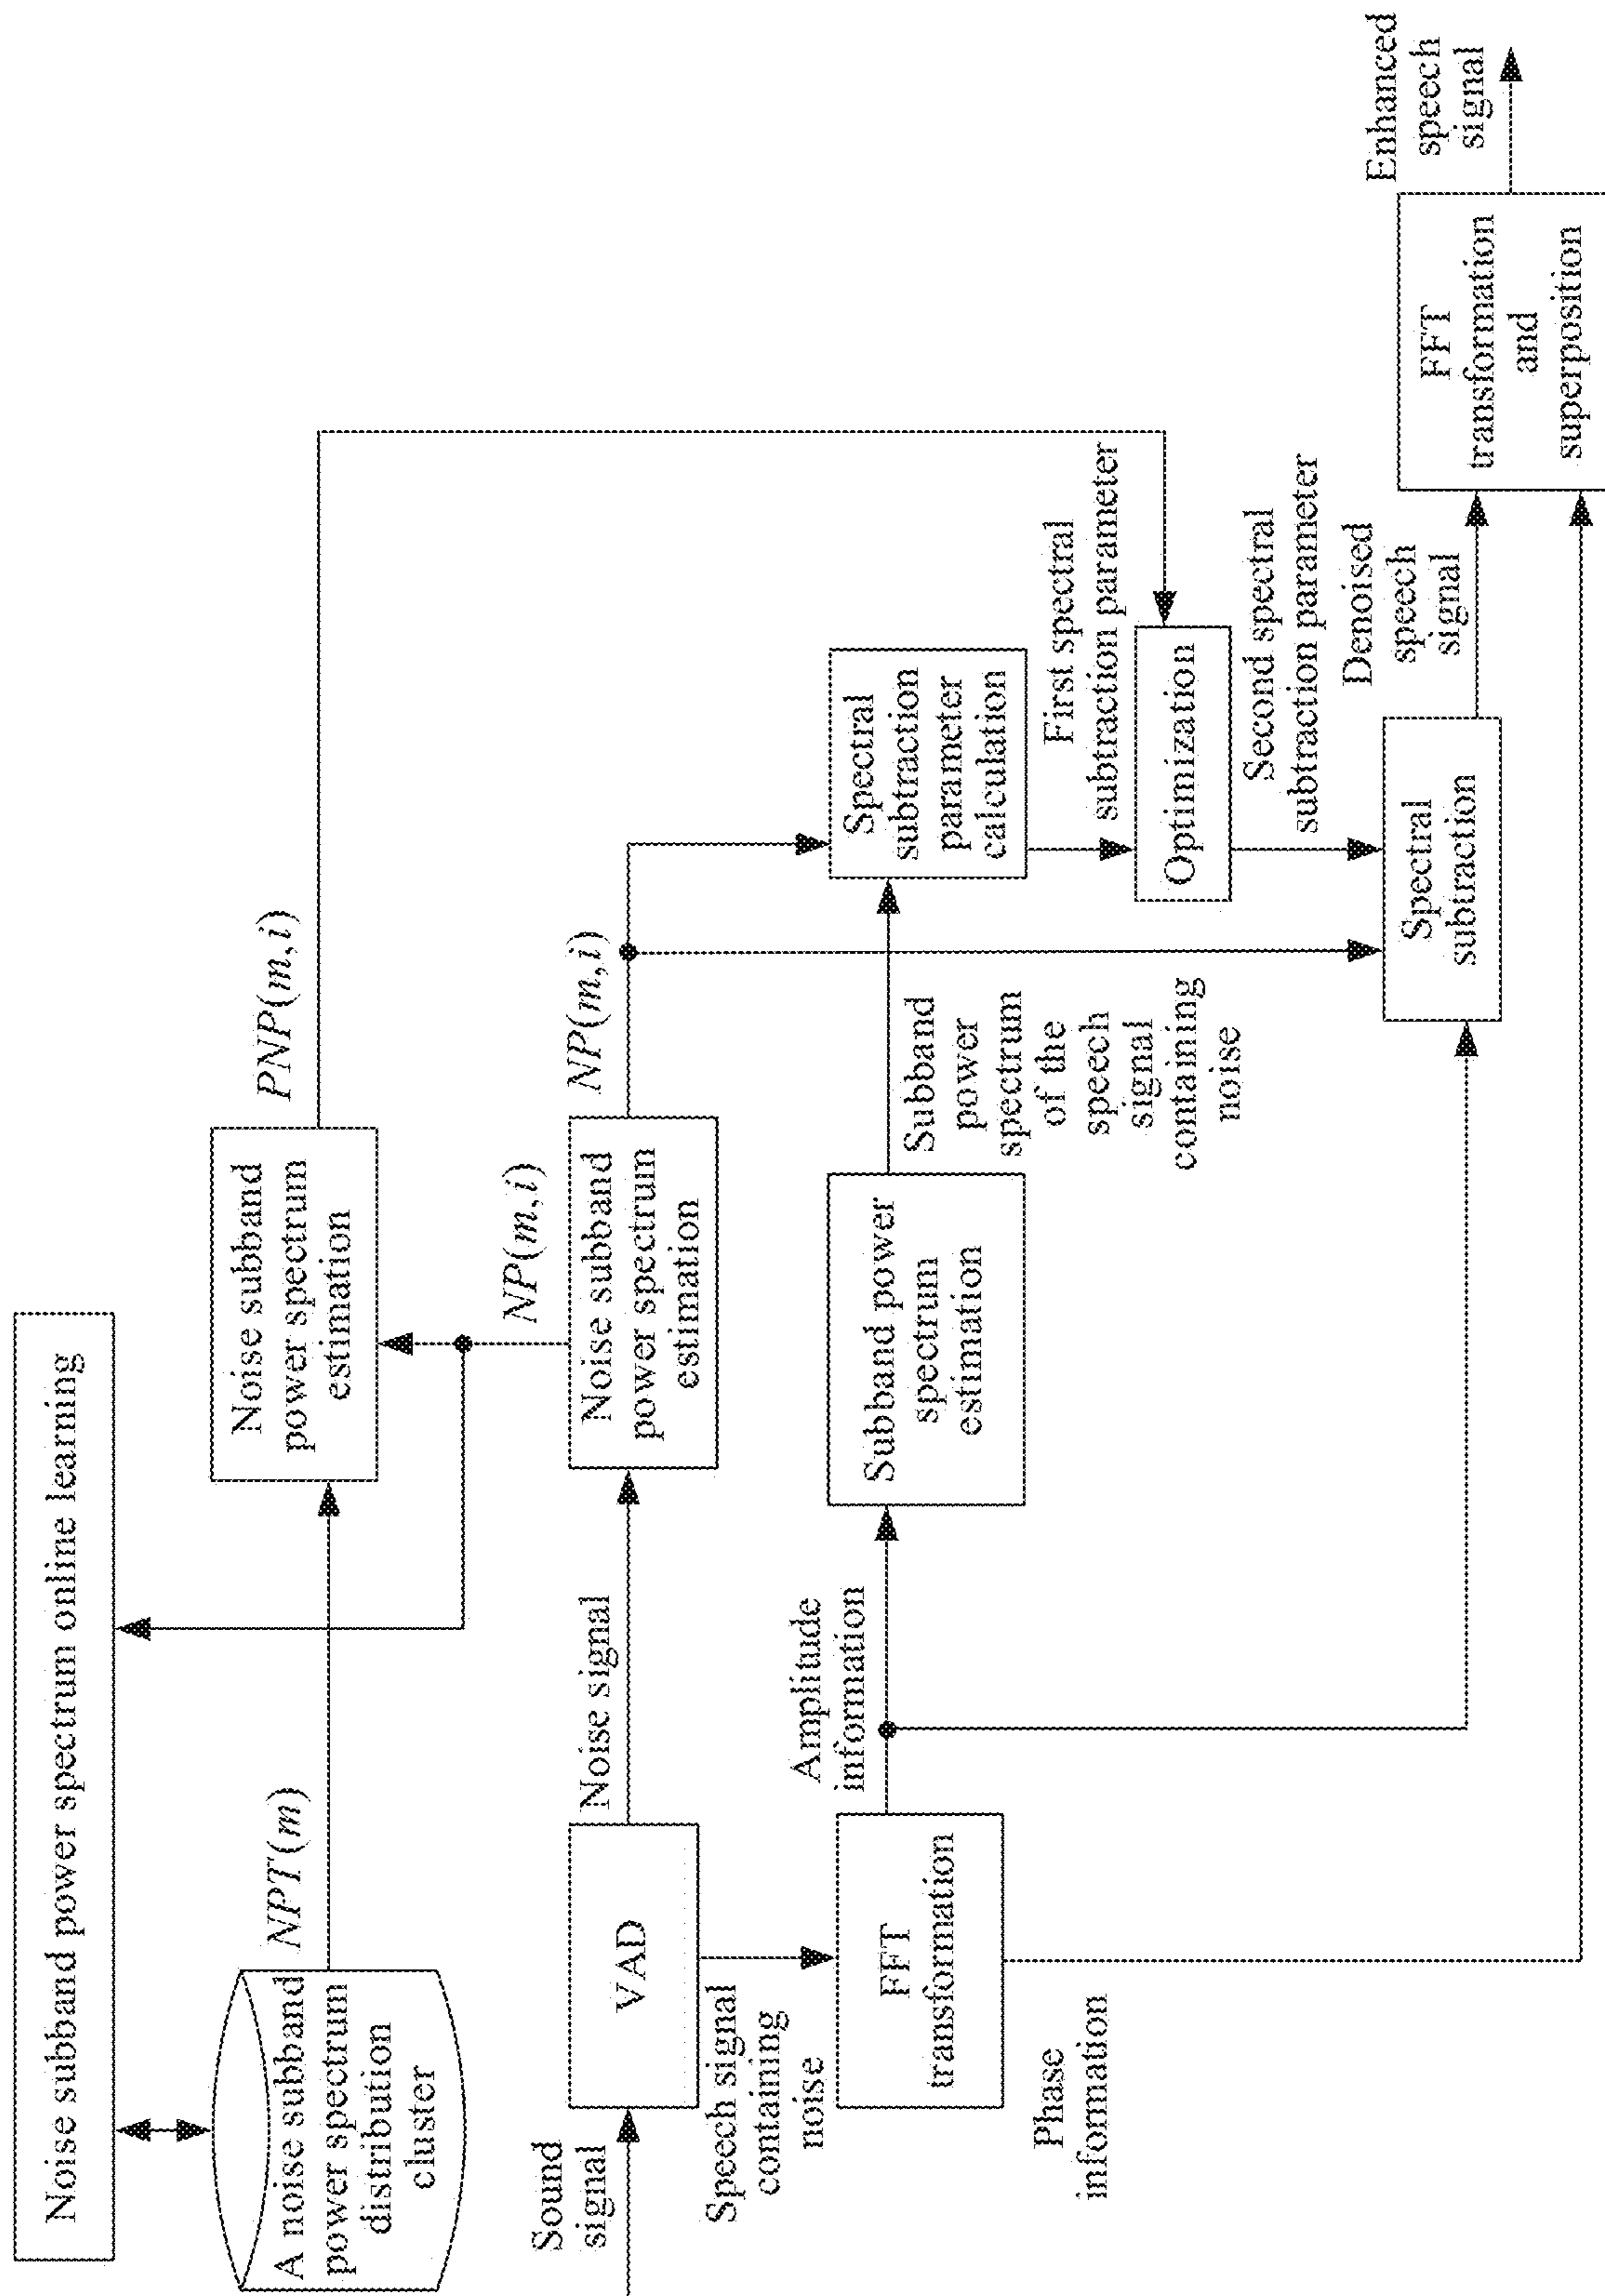 Noise subband power spectrum online learning
A noise subband
power spectrum
distribution
cluster
NPT(m)
Noise subband
power spectrum
estimation
PNP(m,i)
NP(m,i)
Sound
signal
VAD
Noise signal
Noise subband
power spectrum
estimation
NP(m,i)
Speech signal
containing
noise
FFT
transformation
Amplitude
information
Subband power
spectrum
estimation
Subband
power
spectrum
of the
speech
signal
containing
noise
Spectral
subtraction
parameter
calculation
First spectral
subtraction parameter
Optimization
Second spectral
subtraction parameter
Phase
information
Spectral
subtraction
Denoised
speech
signal
FFT
transformation
and
superposition
Enhanced
speech
signal